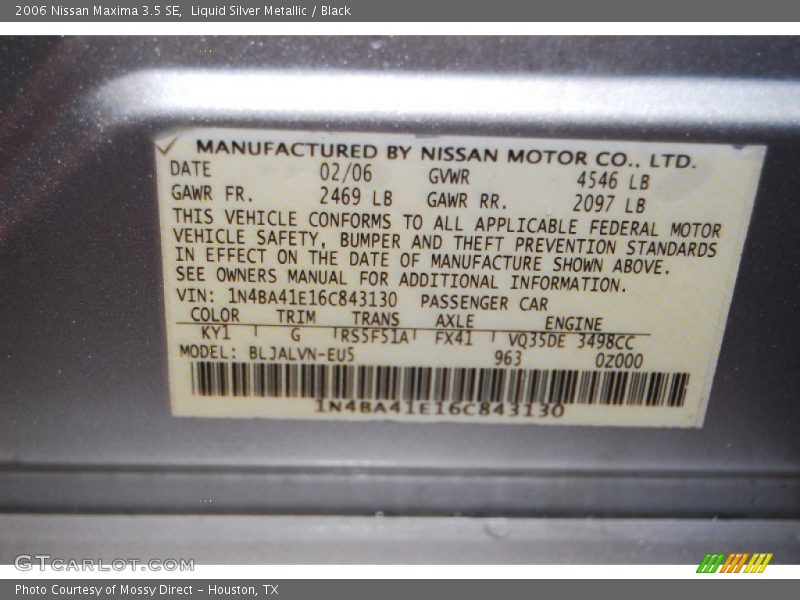 2006 Nissan Maxima 3.5 SE,  Liquid Silver Metallic / Black
MANUFACTURED BY NISSAN MOTOR CO., LTD.
DATE 02/06 GVWR 4546 LB
GAWR FR. 2469 LB GAWR RR. 2097 LB
THIS VEHICLE CONFORMS TO ALL APPLICABLE FEDERAL MOTOR
VEHICLE SAFETY, BUMPER AND THEFT PREVENTION STANDARDS
IN EFFECT ON THE DATE OF MANUFACTURE SHOWN ABOVE.
SEE OWNERS MANUAL FOR ADDITIONAL INFORMATION.
VIN: 1N4BA41E16C843130 PASSENGER CAR
COLOR TRIM TRANS AXLE ENGINE
KY1 G RS5F51A FX41 VQ35DE 3498CC
MODEL: BLJALVN-EU5 963 0Z000
1N4BA41E16C843130
GTCARLOT.COM
Photo Courtesy of Mossy Direct – Houston, TX